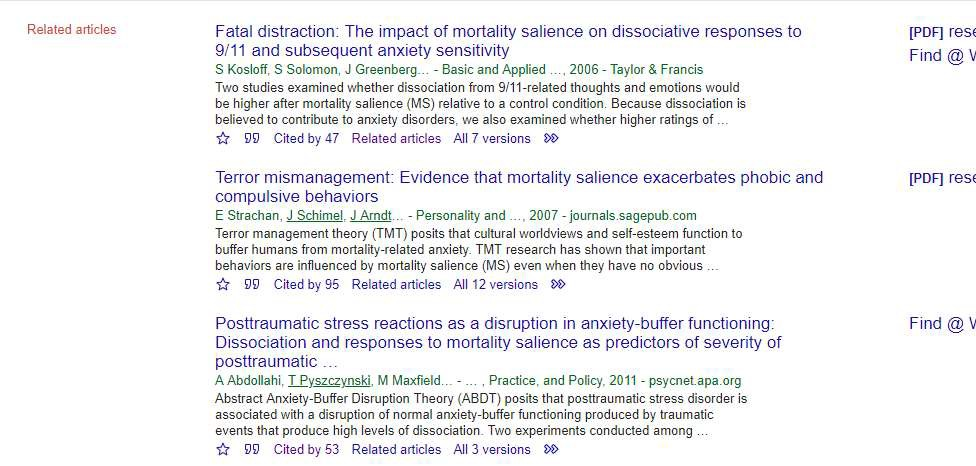 Related articles
Fatal distraction: The impact of mortality salience on dissociative responses to
9/11 and subsequent anxiety sensitivity
S Kosloff, S Solomon, J Greenberg… - Basic and Applied …, 2006 - Taylor & Francis
Two studies examined whether dissociation from 9/11-related thoughts and emotions would
be higher after mortality salience (MS) relative to a control condition. Because dissociation is
believed to contribute to anxiety disorders, we also examined whether higher ratings of …
Cited by 47 Related articles All 7 versions
[PDF] rese
Find @ W
Terror mismanagement: Evidence that mortality salience exacerbates phobic and
compulsive behaviors
E Strachan, J Schimel, J Arndt… - Personality and …, 2007 - journals.sagepub.com
Terror management theory (TMT) posits that cultural worldviews and self-esteem function to
buffer humans from mortality-related anxiety. TMT research has shown that important
behaviors are influenced by mortality salience (MS) even when they have no obvious …
Cited by 95 Related articles All 12 versions
[PDF] rese
Posttraumatic stress reactions as a disruption in anxiety-buffer functioning:
Dissociation and responses to mortality salience as predictors of severity of
posttraumatic …
A Abdollahi, T Pyszczynski, M Maxfield… - … , Practice, and Policy, 2011 - psycnet.apa.org
Abstract Anxiety-Buffer Disruption Theory (ABDT) posits that posttraumatic stress disorder is
associated with a disruption of normal anxiety-buffer functioning produced by traumatic
events that produce high levels of dissociation. Two experiments conducted among …
Cited by 53 Related articles All 3 versions
Find @ W